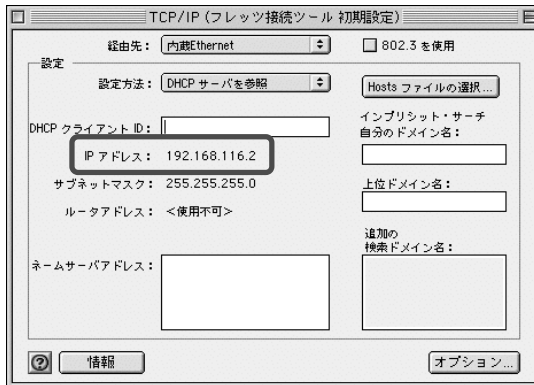 TCP/IP (フレッツ接続ツール 初期設定)
経由先： 内蔵Ethernet
802.3 を使用
設定
設定方法： DHCP サーバを参照
Hosts ファイルの選択...
DHCP クライアント ID：
インプリシット・サーチ
自分のドメイン名：
IP アドレス： 192.168.116.2
サブネットマスク： 255.255.255.0
上位ドメイン名：
ルータアドレス： <使用不可>
追加の
検索ドメイン名：
ネームサーバアドレス：
? 情報
オプション...